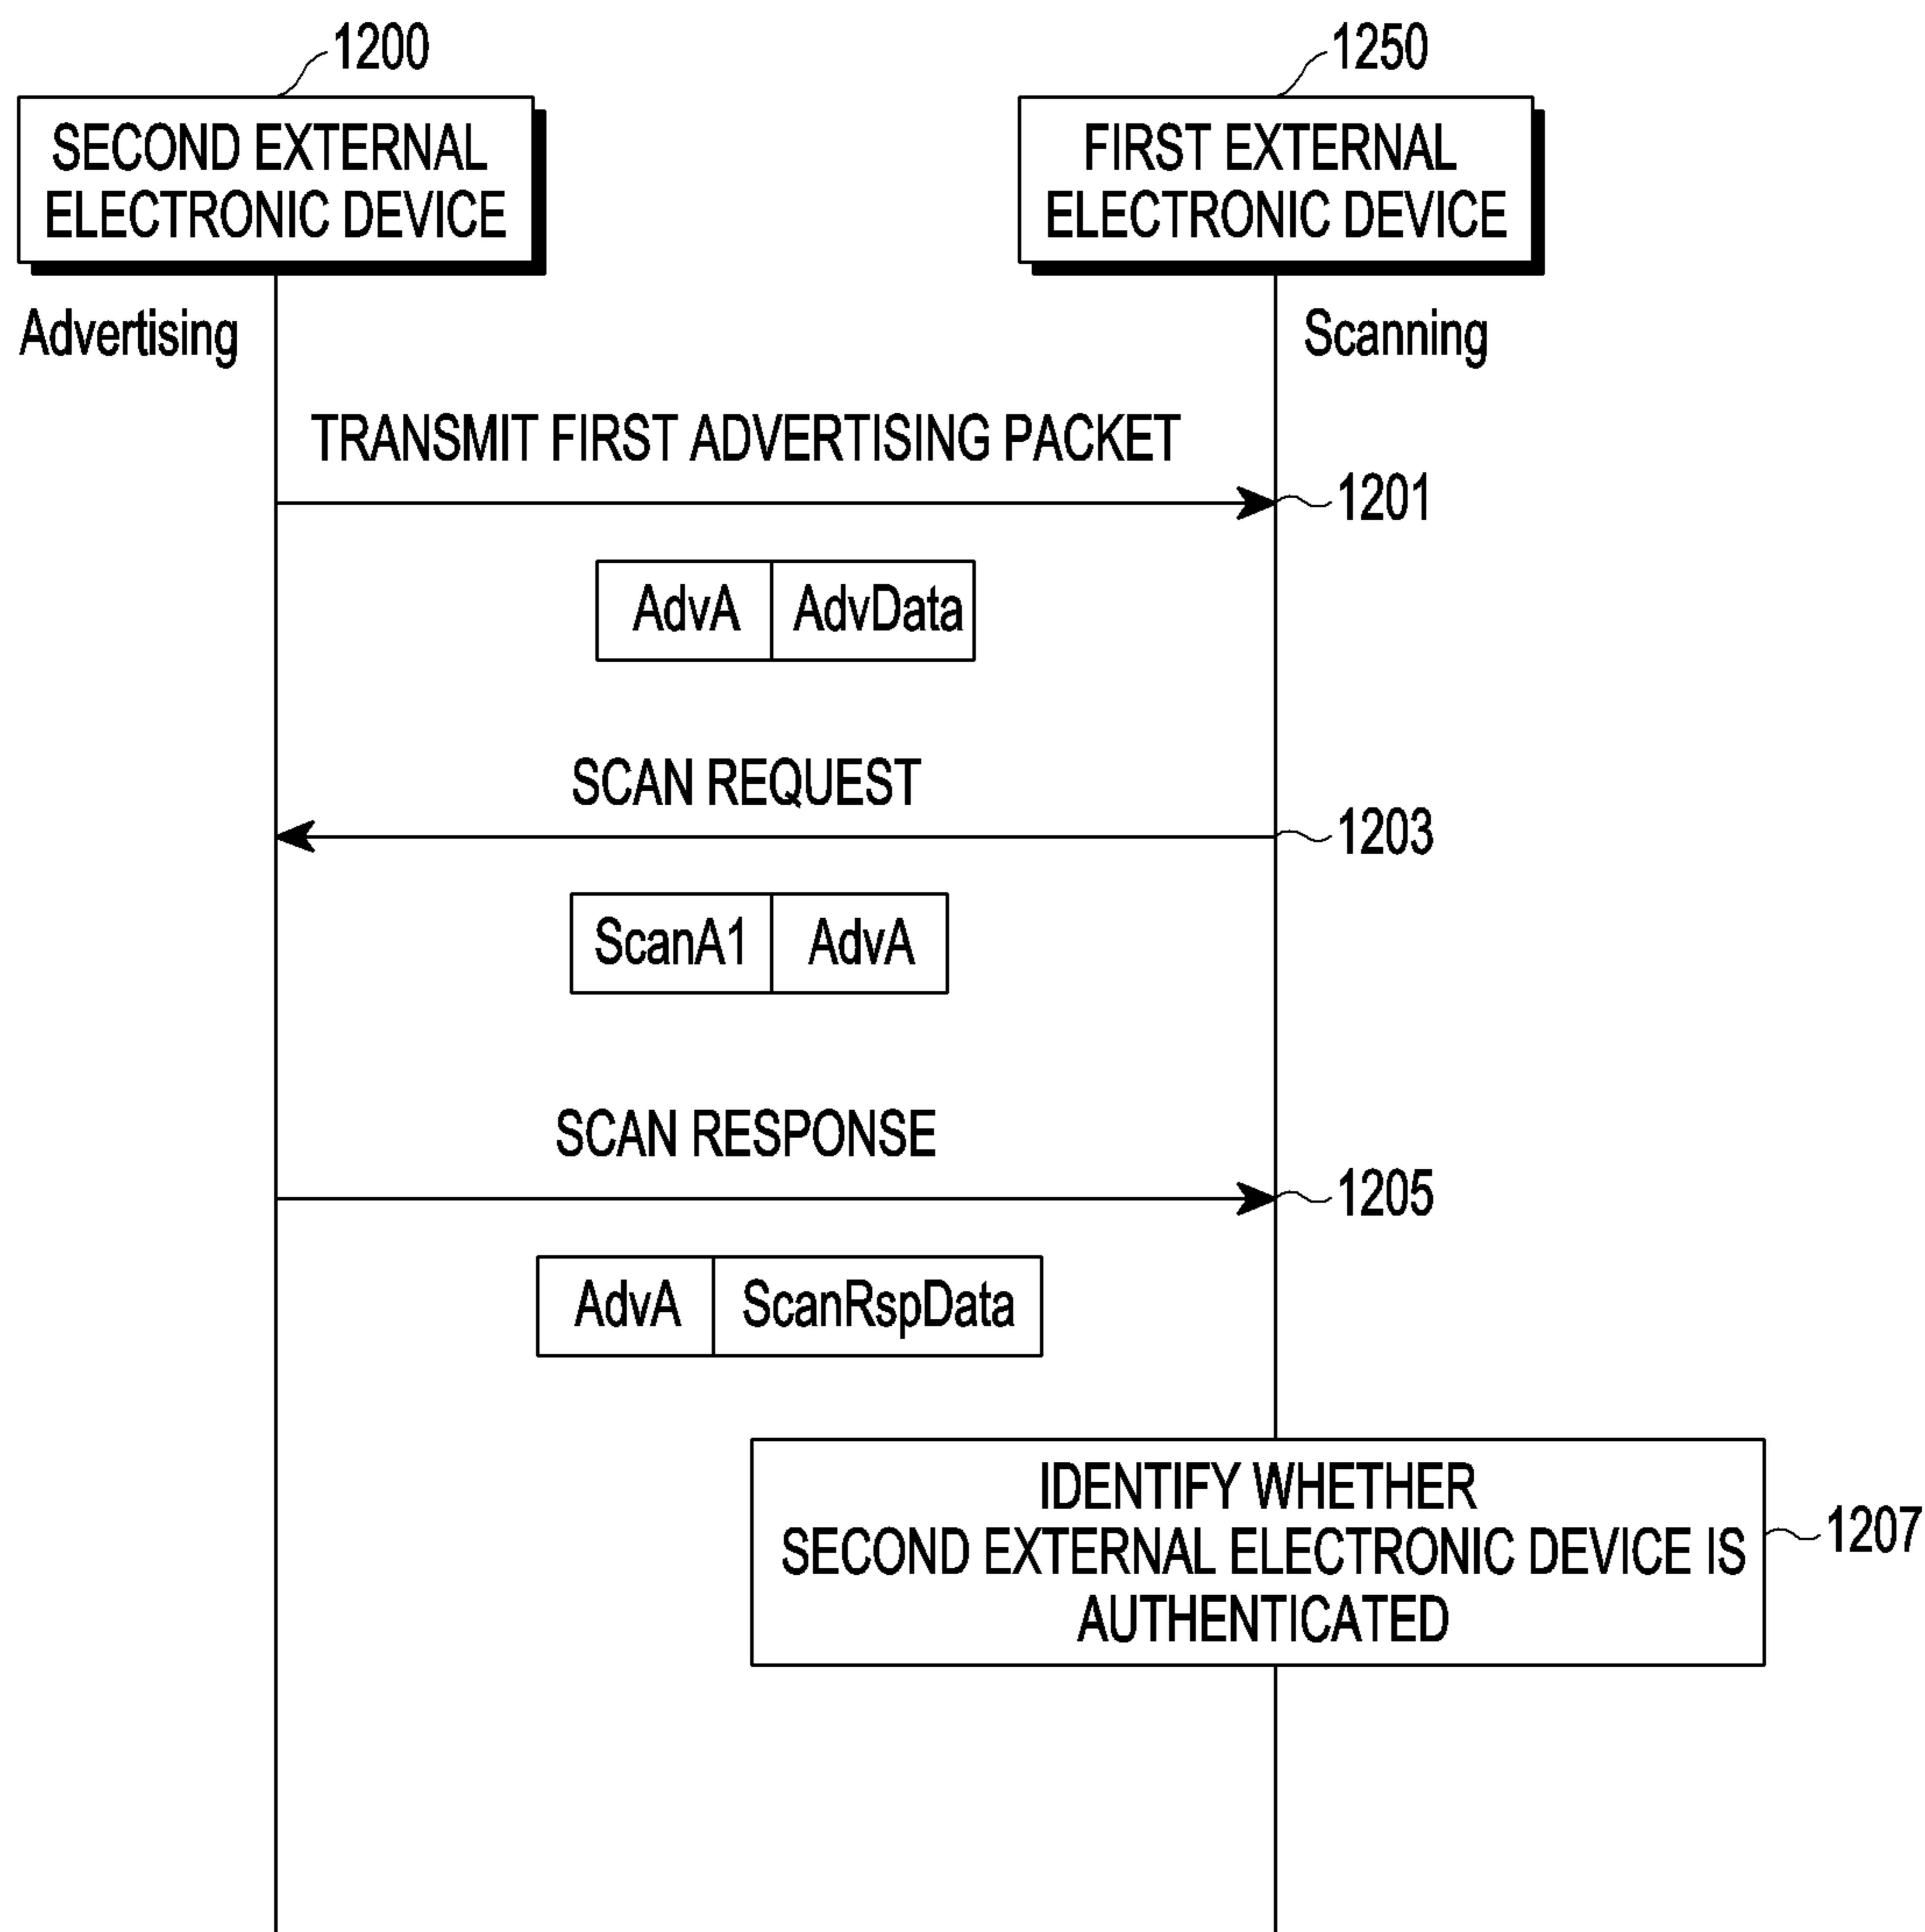 1200
1250
SECOND EXTERNAL
ELECTRONIC DEVICE
FIRST EXTERNAL
ELECTRONIC DEVICE
Advertising
Scanning
TRANSMIT FIRST ADVERTISING PACKET
1201
AdvA AdvData
SCAN REQUEST
1203
ScanA1 AdvA
SCAN RESPONSE
1205
AdvA ScanRspData
IDENTIFY WHETHER
SECOND EXTERNAL ELECTRONIC DEVICE IS
AUTHENTICATED
1207